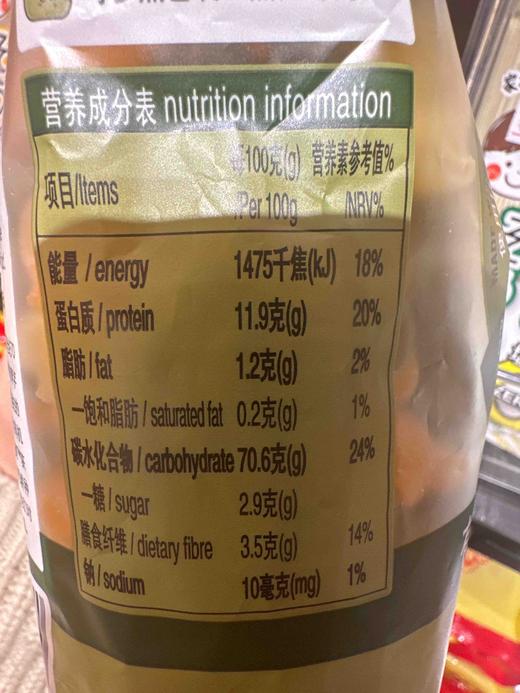 营养成分表 nutrition information
项目/Items 每100克(g) 营养素参考值%
/Per 100g /NRV%
能量 / energy 1475千焦(kJ) 18%
蛋白质 / protein 11.9克(g) 20%
脂肪 / fat 1.2克(g) 2%
—饱和脂肪 / saturated fat 0.2克(g) 1%
碳水化合物 / carbohydrate 70.6克(g) 24%
—糖 / sugar 2.9克(g)
膳食纤维 / dietary fibre 3.5克(g) 14%
钠 / sodium 10毫克(mg) 1%